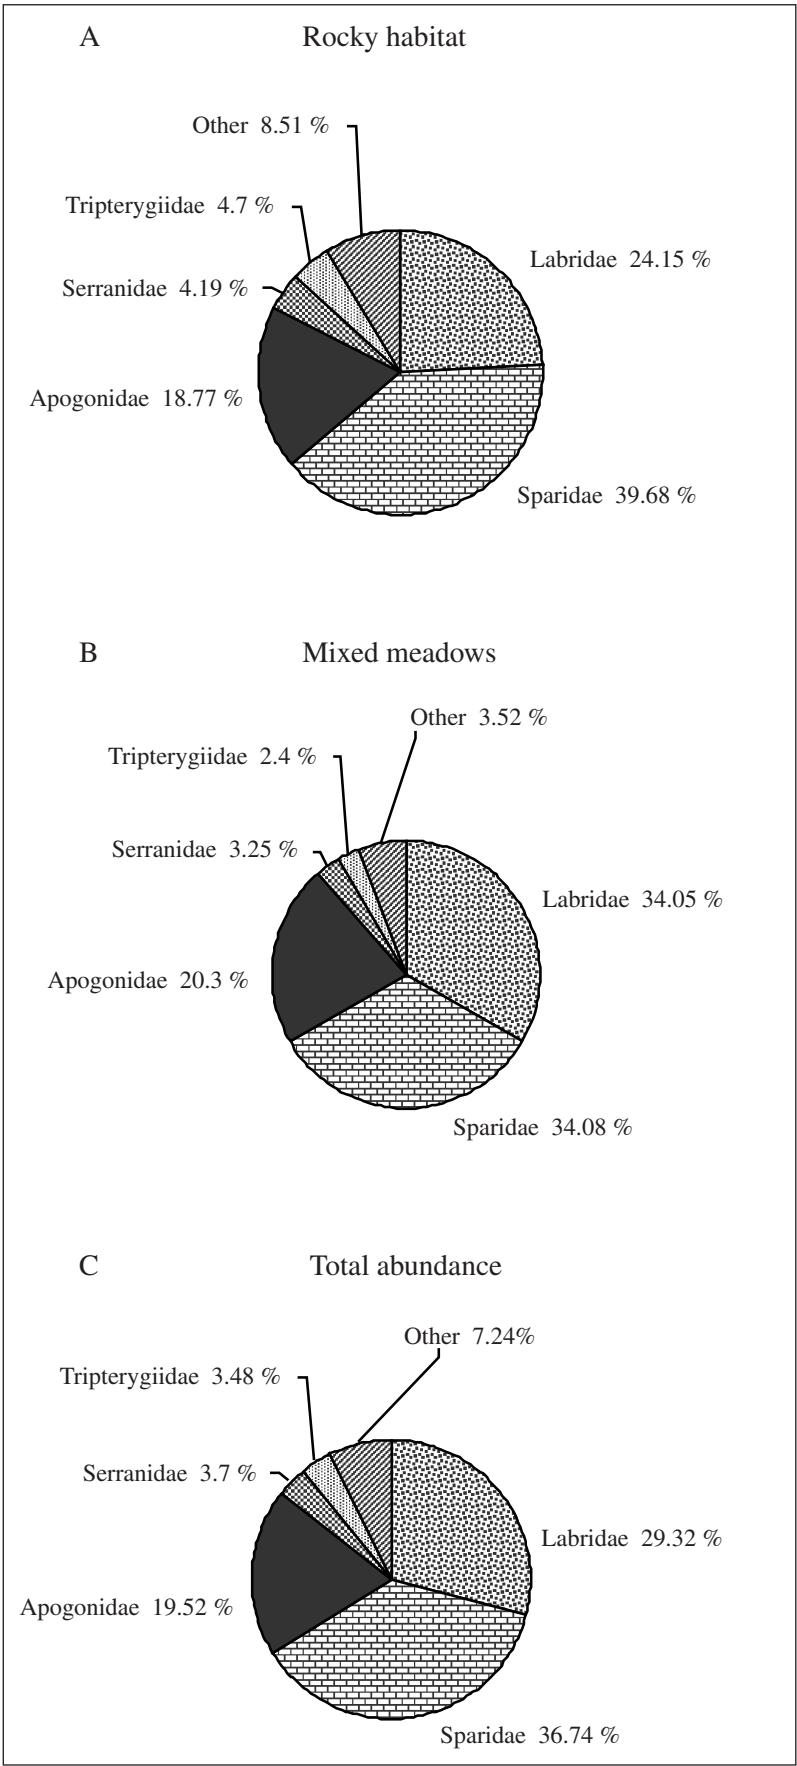 A Rocky habitat
Other 8.51 %
Tripterygiidae 4.7 %
Labridae 24.15 %
Serranidae 4.19 %
Apogonidae 18.77 %
Sparidae 39.68 %
B Mixed meadows
Other 3.52 %
Tripterygiidae 2.4 %
Serranidae 3.25 %
Labridae 34.05 %
Apogonidae 20.3 %
Sparidae 34.08 %
C Total abundance
Other 7.24%
Tripterygiidae 3.48 %
Serranidae 3.7 %
Labridae 29.32 %
Apogonidae 19.52 %
Sparidae 36.74 %